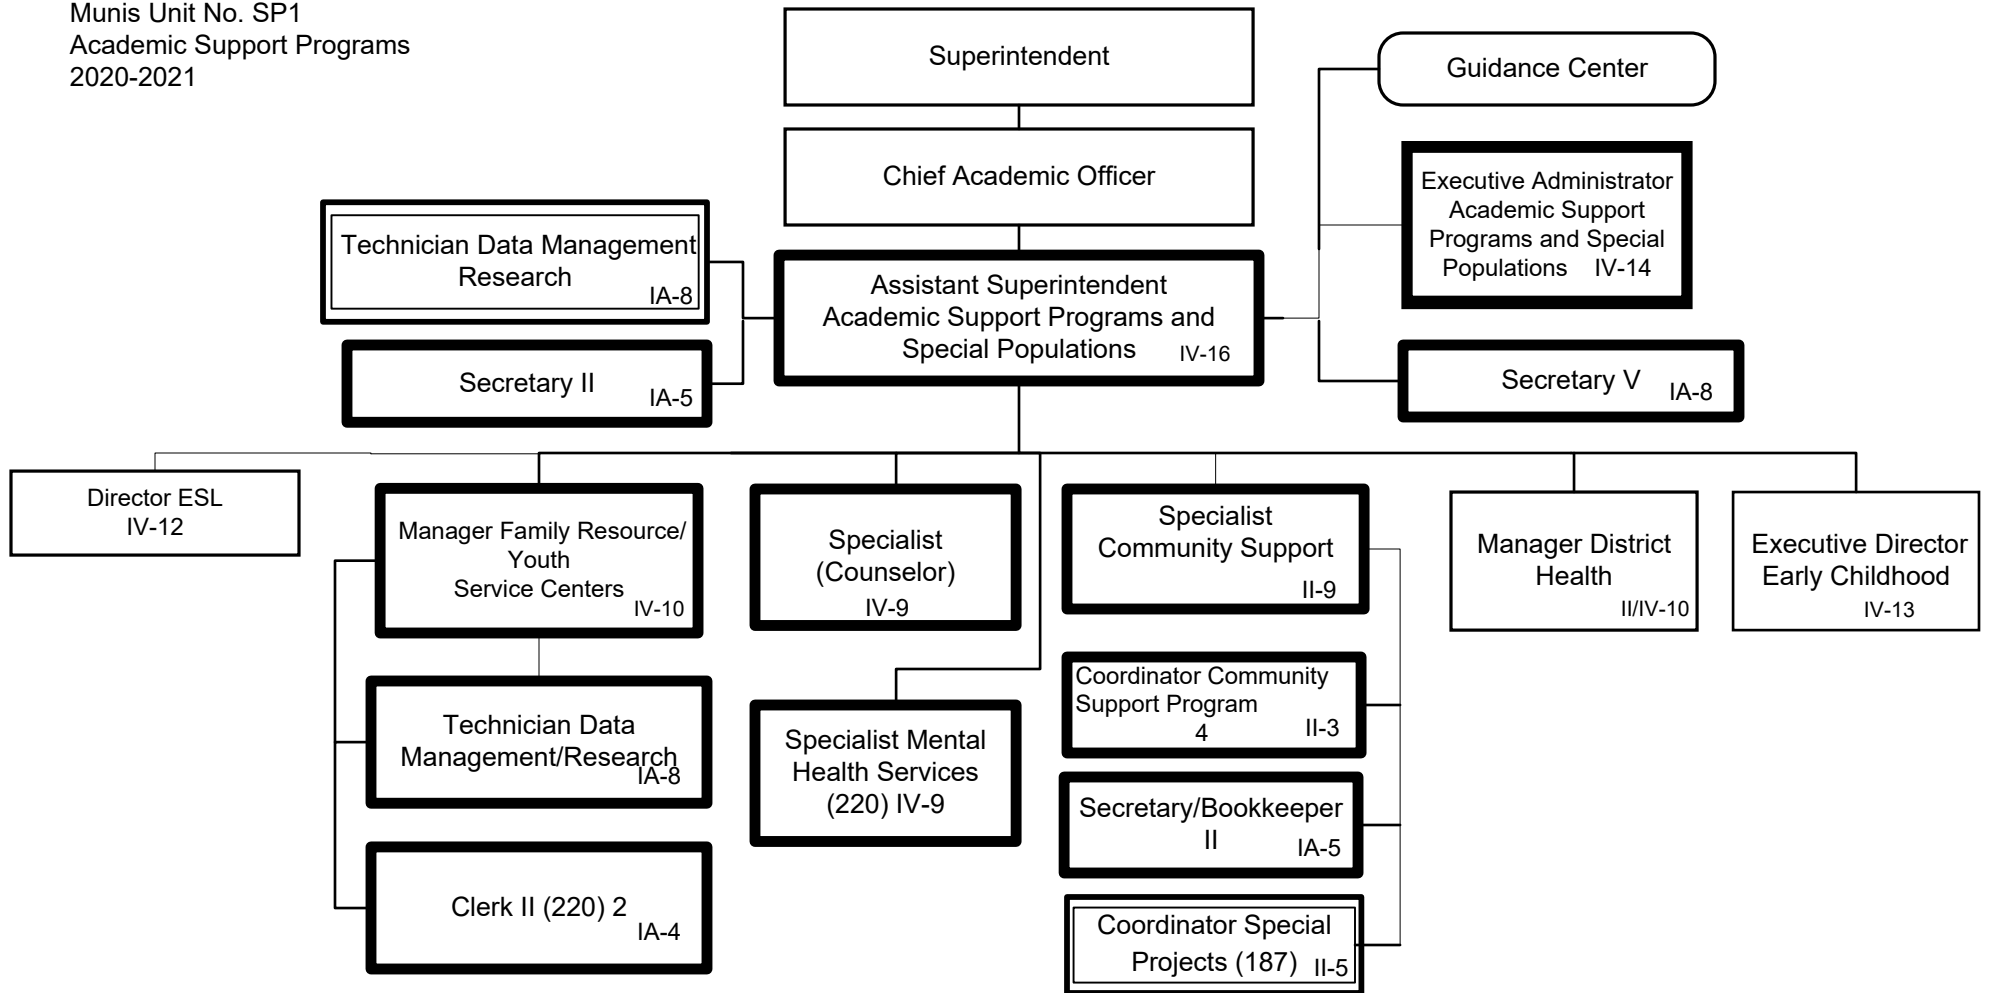 Munis Unit No. SP1
Academic Support Programs
2020-2021
Superintendent
Guidance Center
Chief Academic Officer
Executive Administrator
Academic Support
Programs and Special
Populations IV-14
Technician Data Management
Research
IA-8
Assistant Superintendent
Academic Support Programs and
Special Populations IV-16
Secretary II
IA-5
Secretary V IA-8
Director ESL
IV-12
Manager Family Resource/
Youth
Service Centers
IV-10
Specialist
(Counselor)
IV-9
Specialist
Community Support
II-9
Manager District
Health
II/IV-10
Executive Director
Early Childhood
IV-13
Technician Data
Management/Research
IA-8
Specialist Mental
Health Services
(220) IV-9
Coordinator Community
Support Program
4 II-3
Secretary/Bookkeeper
II IA-5
Clerk II (220) 2
IA-4
Coordinator Special
Projects (187) II-5